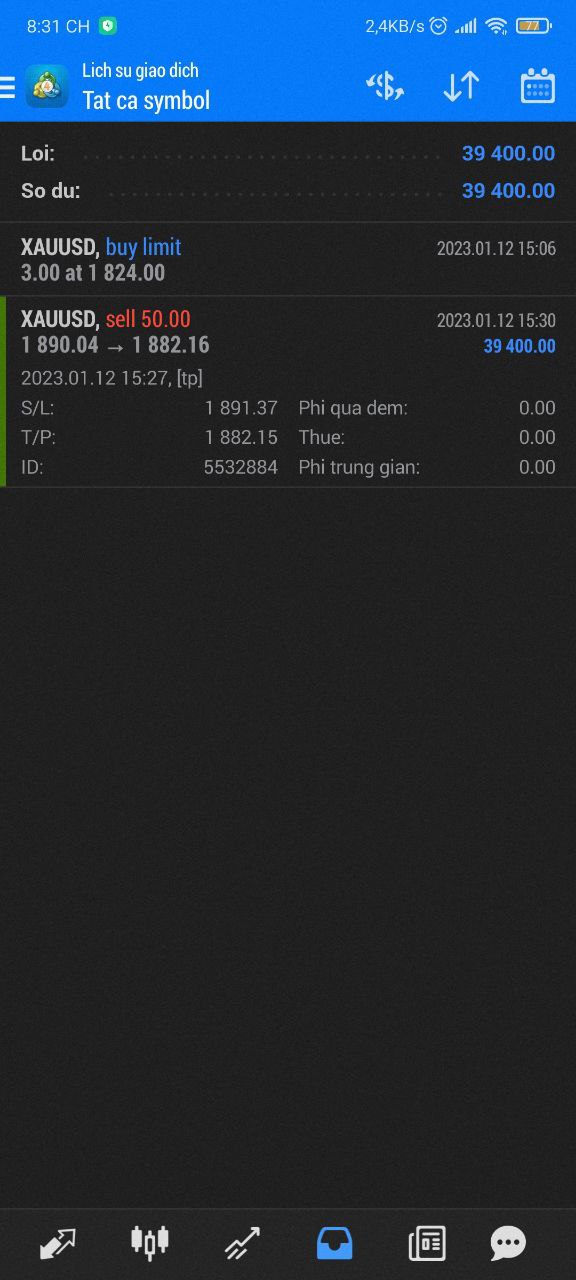 8:31 CH 2,4KB/s 77
Lich su giao dich
Tat ca symbol
Loi: 39 400.00
So du: 39 400.00
XAUUSD, buy limit 2023.01.12 15:06
3.00 at 1 824.00
XAUUSD, sell 50.00 2023.01.12 15:30
1 890.04 → 1 882.16 39 400.00
2023.01.12 15:27, [tp]
S/L: 1 891.37 Phi qua dem: 0.00
T/P: 1 882.15 Thue: 0.00
ID: 5532884 Phi trung gian: 0.00